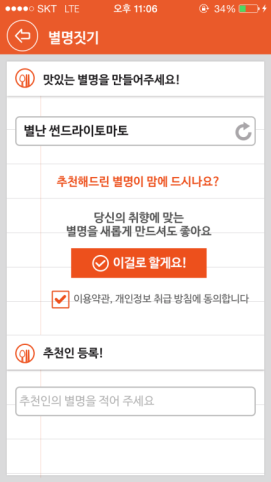 SKT LTE 오후 11:06 34%
별명짓기
맛있는 별명을 만들어주세요!
별난 썬드라이토마토
추천해드린 별명이 맘에 드시나요?
당신의 취향에 맞는
별명을 새롭게 만드셔도 좋아요
이걸로 할게요!
이용약관, 개인정보 취급 방침에 동의합니다
추천인 등록!
추천인의 별명을 적어 주세요